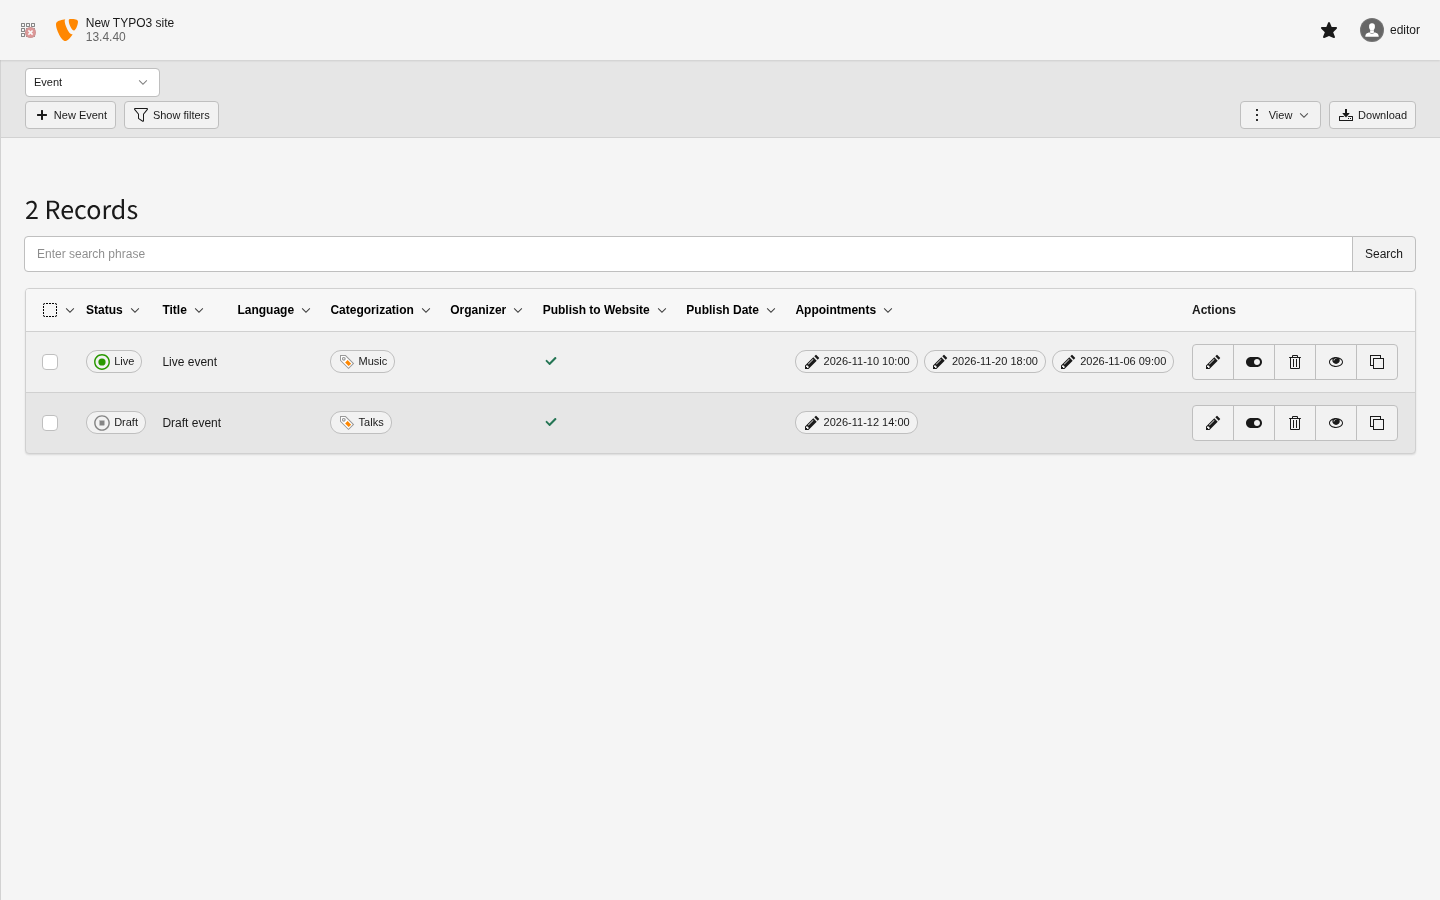 New TYPO3 site
13.4.40
editor
Event
New Event
Show filters
View
Download
2 Records
Enter search phrase
Search
Status
Title
Language
Categorization
Organizer
Publish to Website
Publish Date
Appointments
Actions
Live
Live event
Music
2026-11-10 10:00
2026-11-20 18:00
2026-11-06 09:00
Draft
Draft event
Talks
2026-11-12 14:00